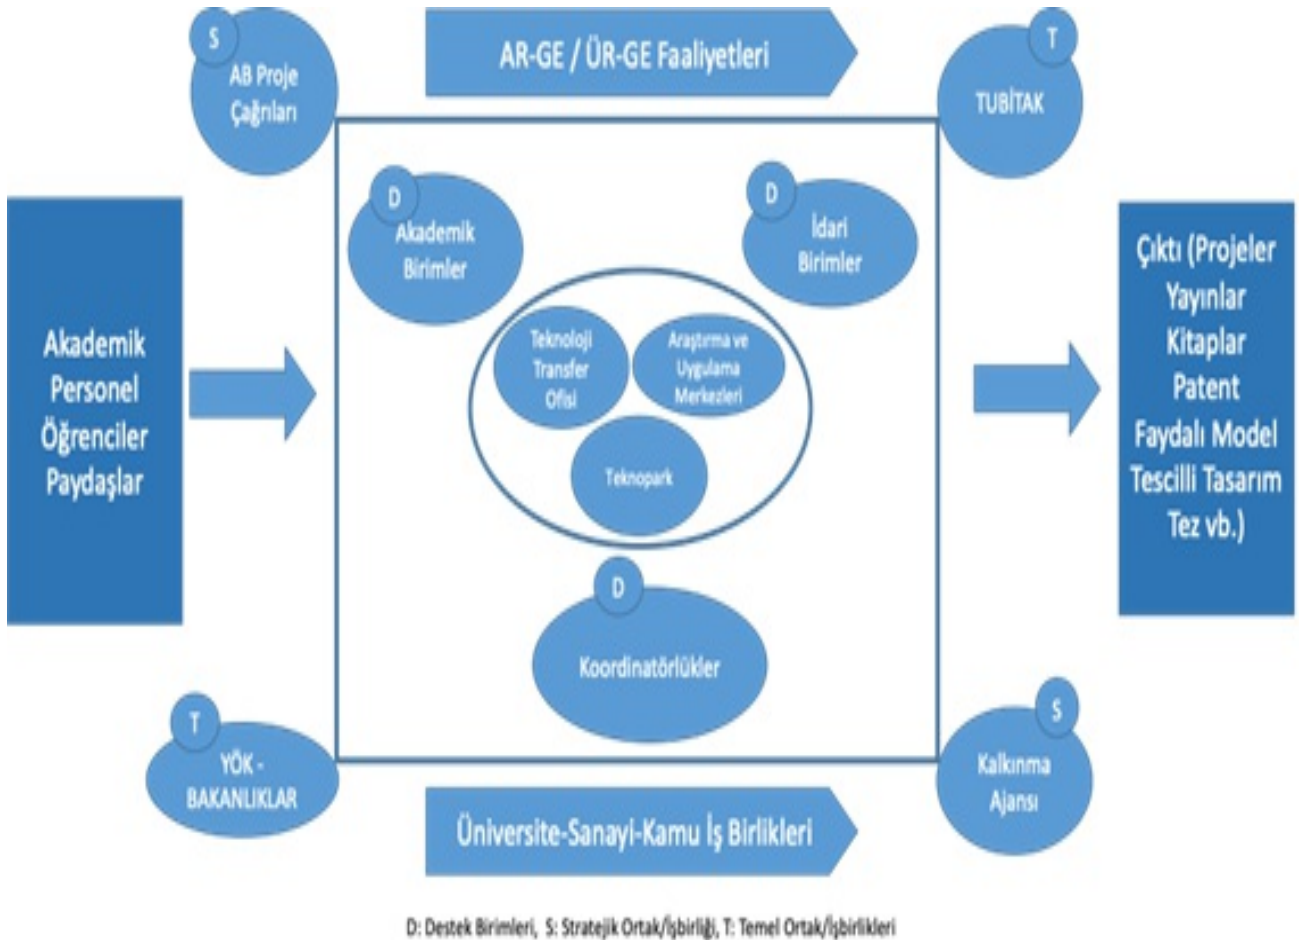 S
AB Proje
Çağrıları
AR-GE / ÜR-GE Faaliyetleri
T
TUBİTAK
D
Akademik
Birimler
D
İdari
Birimler
Akademik
Personel
Öğrenciler
Paydaşlar
Teknoloji
Transfer
Ofisi
Araştırma ve
Uygulama
Merkezleri
Teknopark
Çıktı (Projeler
Yayınlar
Kitaplar
Patent
Faydalı Model
Tescilli Tasarım
Tez vb.)
D
Koordinatörlükler
T
YÖK -
BAKANLIKLAR
S
Kalkınma
Ajansı
Üniversite-Sanayi-Kamu İş Birlikleri
D: Destek Birimleri, S: Stratejik Ortak/İşbirliği, T: Temel Ortak/İşbirlikleri